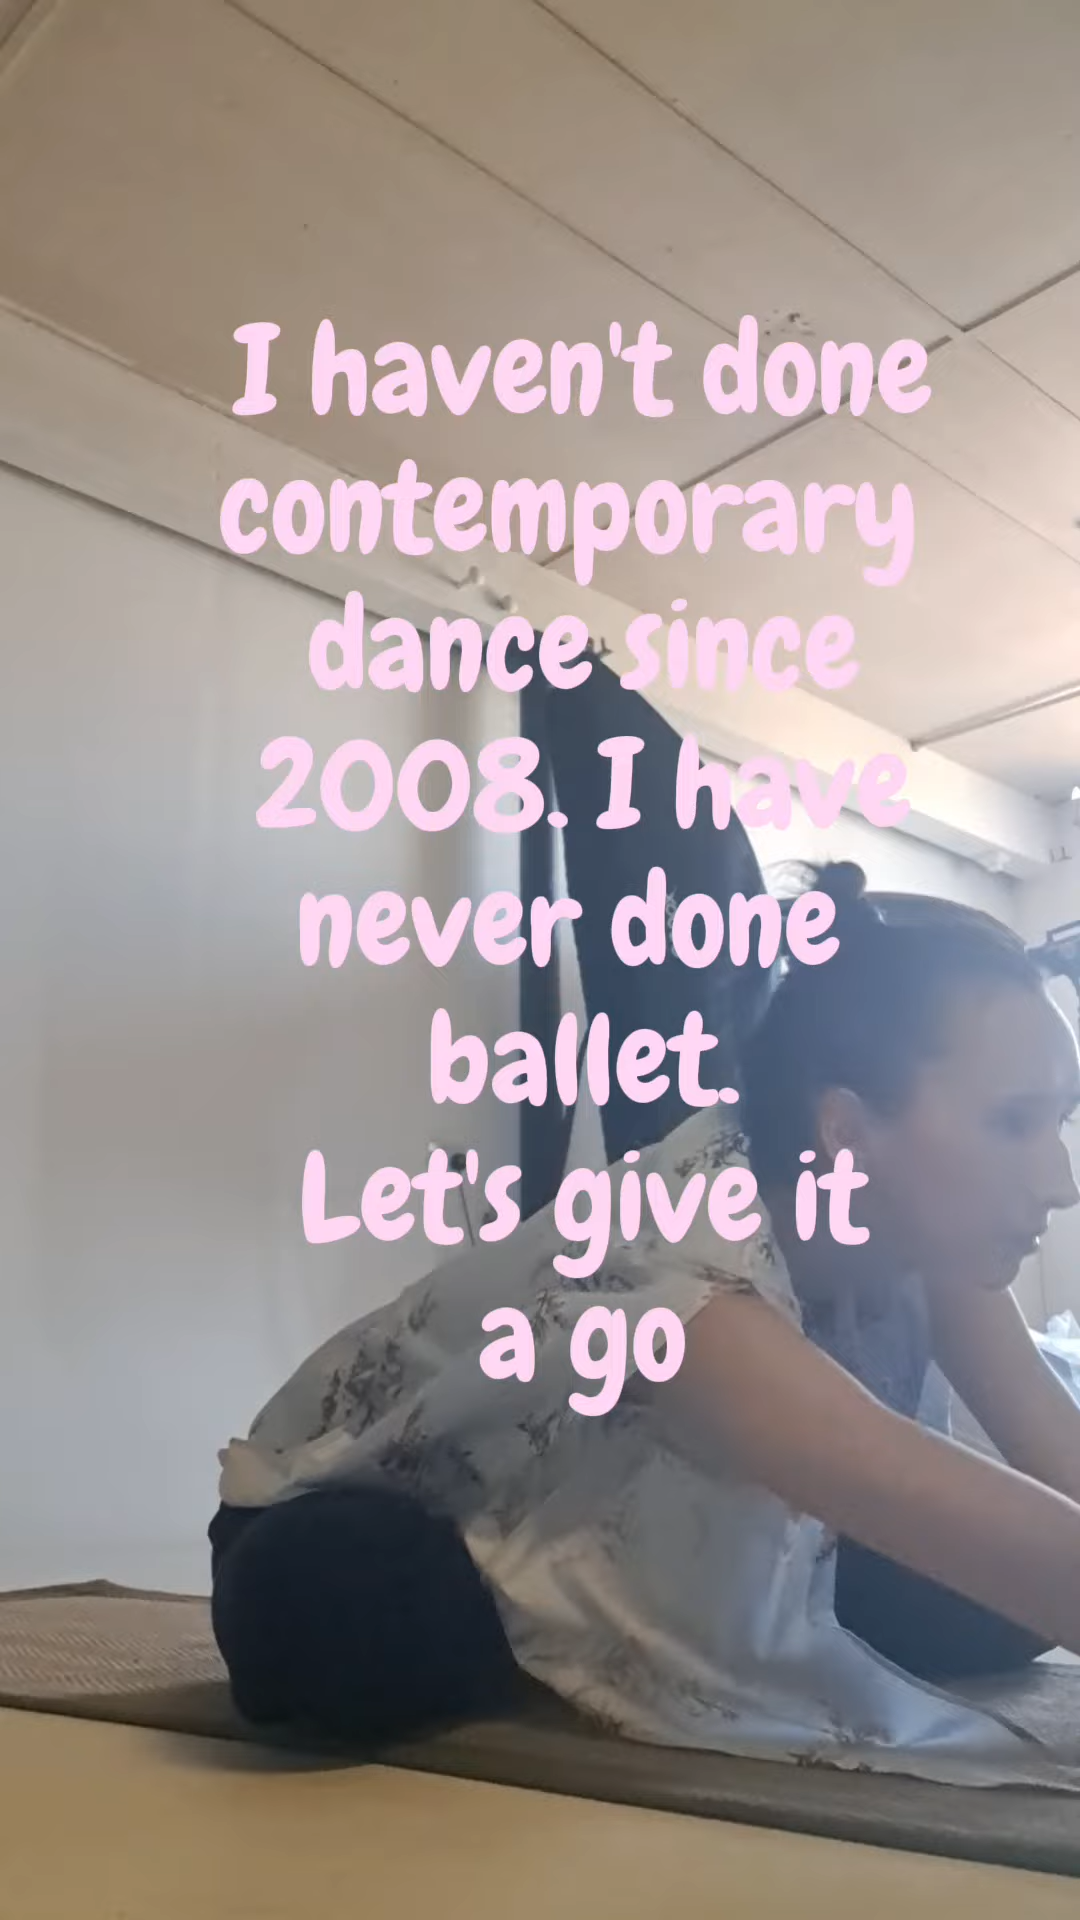 I haven't done
contemporary
dance since
2008. I have
never done
ballet.
Let's give it
a go